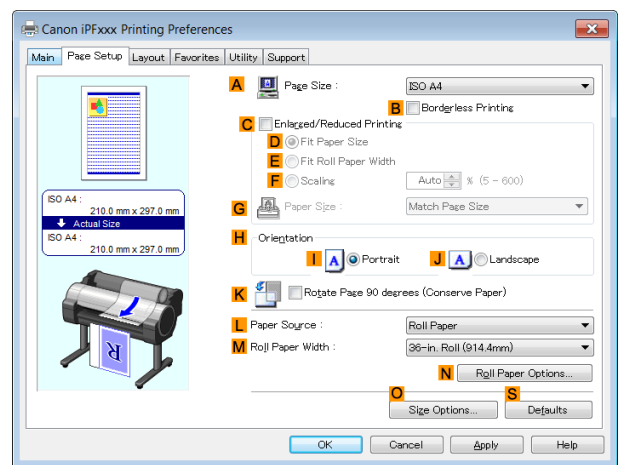 Canon iPFxxx Printing Preferences
Main Page Setup Layout Favorites Utility Support
A Page Size : ISO A4
B Borderless Printing
C Enlarged/Reduced Printing
D Fit Paper Size
E Fit Roll Paper Width
F Scaling Auto % (5 - 600)
G Paper Size : Match Page Size
ISO A4 :
210.0 mm x 297.0 mm
Actual Size
ISO A4 :
210.0 mm x 297.0 mm
H Orientation
I A Portrait J A Landscape
K Rotate Page 90 degrees (Conserve Paper)
L Paper Source : Roll Paper
M Roll Paper Width : 36-in. Roll (914.4mm)
N Roll Paper Options...
O S
Size Options... Defaults
R
OK Cancel Apply Help